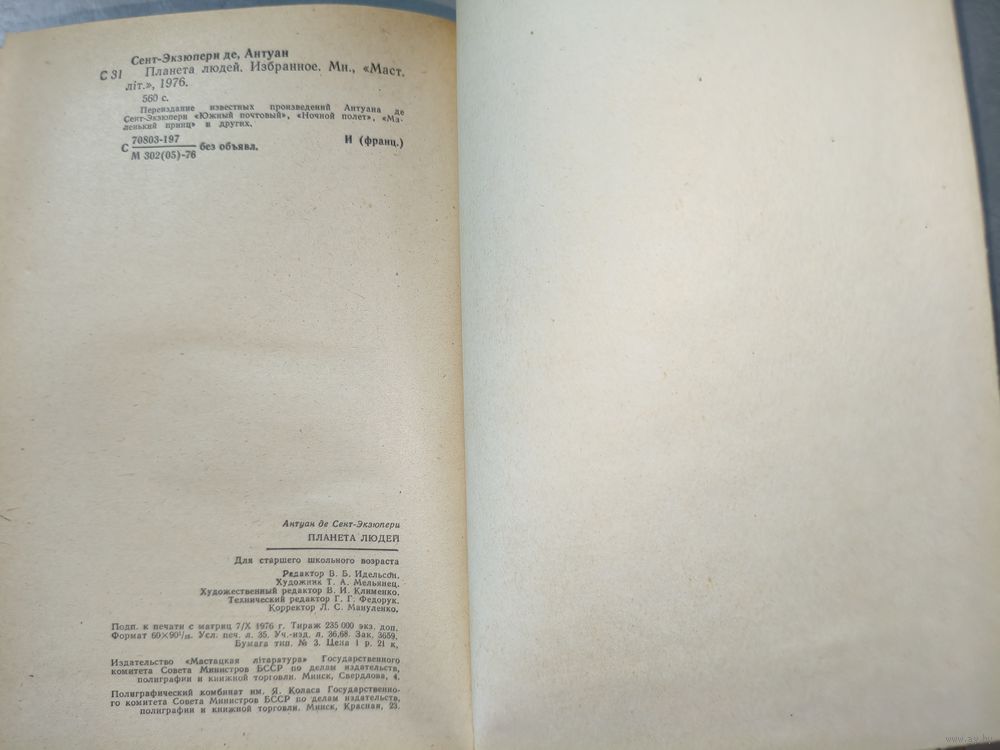 Сент-Экзюпери де, Антуан
С 31 Планета людей. Избранное. Мн., «Маст.
літ.», 1976.
560 с.
Переиздание известных произведений Антуана де
Сент-Экзюпери «Южный почтовый», «Ночной полет», «Ма-
ленький принц» и других.
С 70803-197 без объявл. И (франц.)
М 302(05)-76
Антуан де Сент-Экзюпери
ПЛАНЕТА ЛЮДЕЙ
Для старшего школьного возраста
Редактор В. Б. Идельсон.
Художник Т. А. Мельянец.
Художественный редактор В. И. Клименко.
Технический редактор Г. Г. Федорук.
Корректор Л. С. Мануленко.
Подп. к печати с матриц 7/X 1976 г. Тираж 235 000 экз. доп.
Формат 60×90¹/₁₆. Усл. печ. л. 35. Уч.-изд. л. 36,68. Зак. 3659.
Бумага тип. № 3. Цена 1 р. 21 к.
Издательство «Мастацкая літаратура» Государственного
комитета Совета Министров БССР по делам издательств,
полиграфии и книжной торговли. Минск, Свердлова, 4.
Полиграфический комбинат им. Я. Коласа Государственно-
го комитета Совета Министров БССР по делам издательств,
полиграфии и книжной торговли. Минск, Красная, 23.
www.ay.by